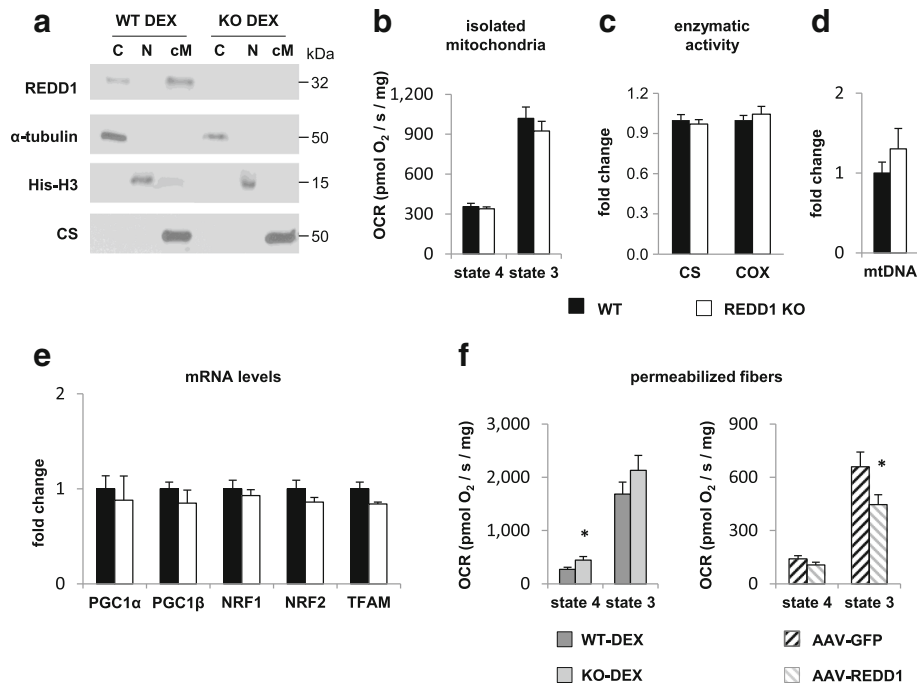 a
WT DEX KO DEX
C N cM C N cM kDa
REDD1 32
α-tubulin 50
His-H3 15
CS 50
b
isolated
mitochondria
OCR (pmol O2 / s / mg)
1,200
900
600
300
0
state 4 state 3
c
enzymatic
activity
fold change
1.2
0.9
0.6
0.3
0.0
CS COX
d
fold change
2
1
0
mtDNA
WT REDD1 KO
e
mRNA levels
fold change
2
1
0
PGC1α PGC1β NRF1 NRF2 TFAM
f
permeabilized fibers
OCR (pmol O2 / s / mg)
3,000
2,000
1,000
0
*
state 4 state 3
WT-DEX
KO-DEX
OCR (pmol O2 / s / mg)
900
600
300
0
*
state 4 state 3
AAV-GFP
AAV-REDD1